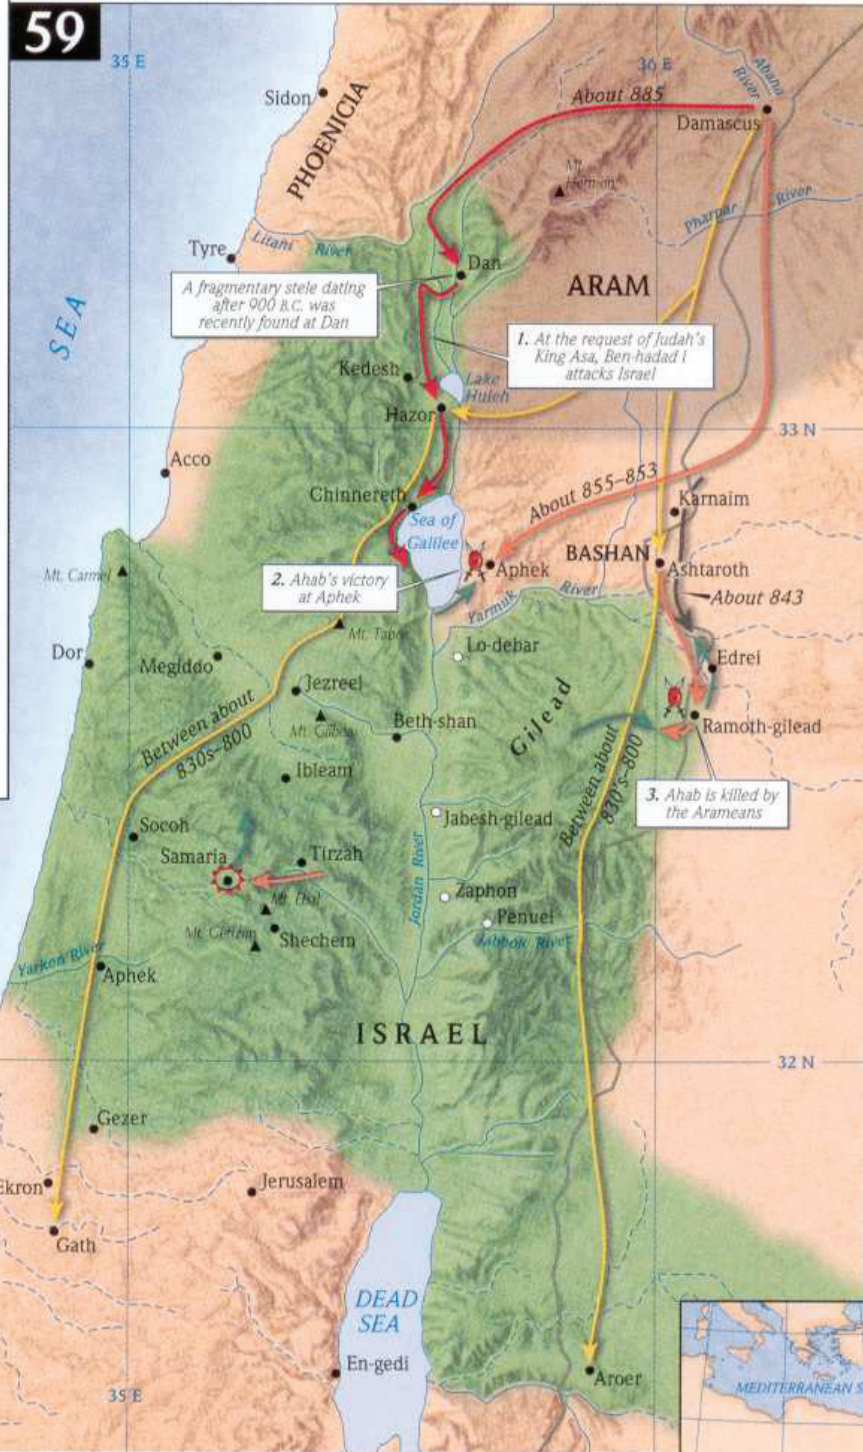 59
35 E
36 E
Abana
River
Sidon
PHOENICIA
About 885
Damascus
Mt.
Hermon
Pharpar River
Litani River
Tyre
Dan
ARAM
A fragmentary stele dating
after 900 B.C. was
recently found at Dan
SEA
1. At the request of Judah's
King Asa, Ben-hadad I
attacks Israel
Kedesh
Lake
Huleh
Hazor
33 N
Acco
About 855–853
Karnaim
Chinnereth
Sea of
Galilee
BASHAN
Aphek
Ashtaroth
Mt. Carmel
2. Ahab's victory
at Aphek
Yarmuk River
About 843
Mt. Tabor
Dor
Lo-debar
Edrei
Megiddo
Jezreel
Gilead
Mt. Gilboa
Beth-shan
Ramoth-gilead
Between about
830s–800
Ibleam
Between about
830's–800
3. Ahab is killed by
the Arameans
Socoh
Jabesh-gilead
Samaria
Tirzah
Jordan River
Mt. Ebal
Zaphon
Penuel
Mt. Gerizim
Shechem
Jabbok River
Yarkon River
Aphek
ISRAEL
32 N
Gezer
Ekron
Jerusalem
Gath
DEAD
SEA
En-gedi
Aroer
35 E
MEDITERRANEAN S